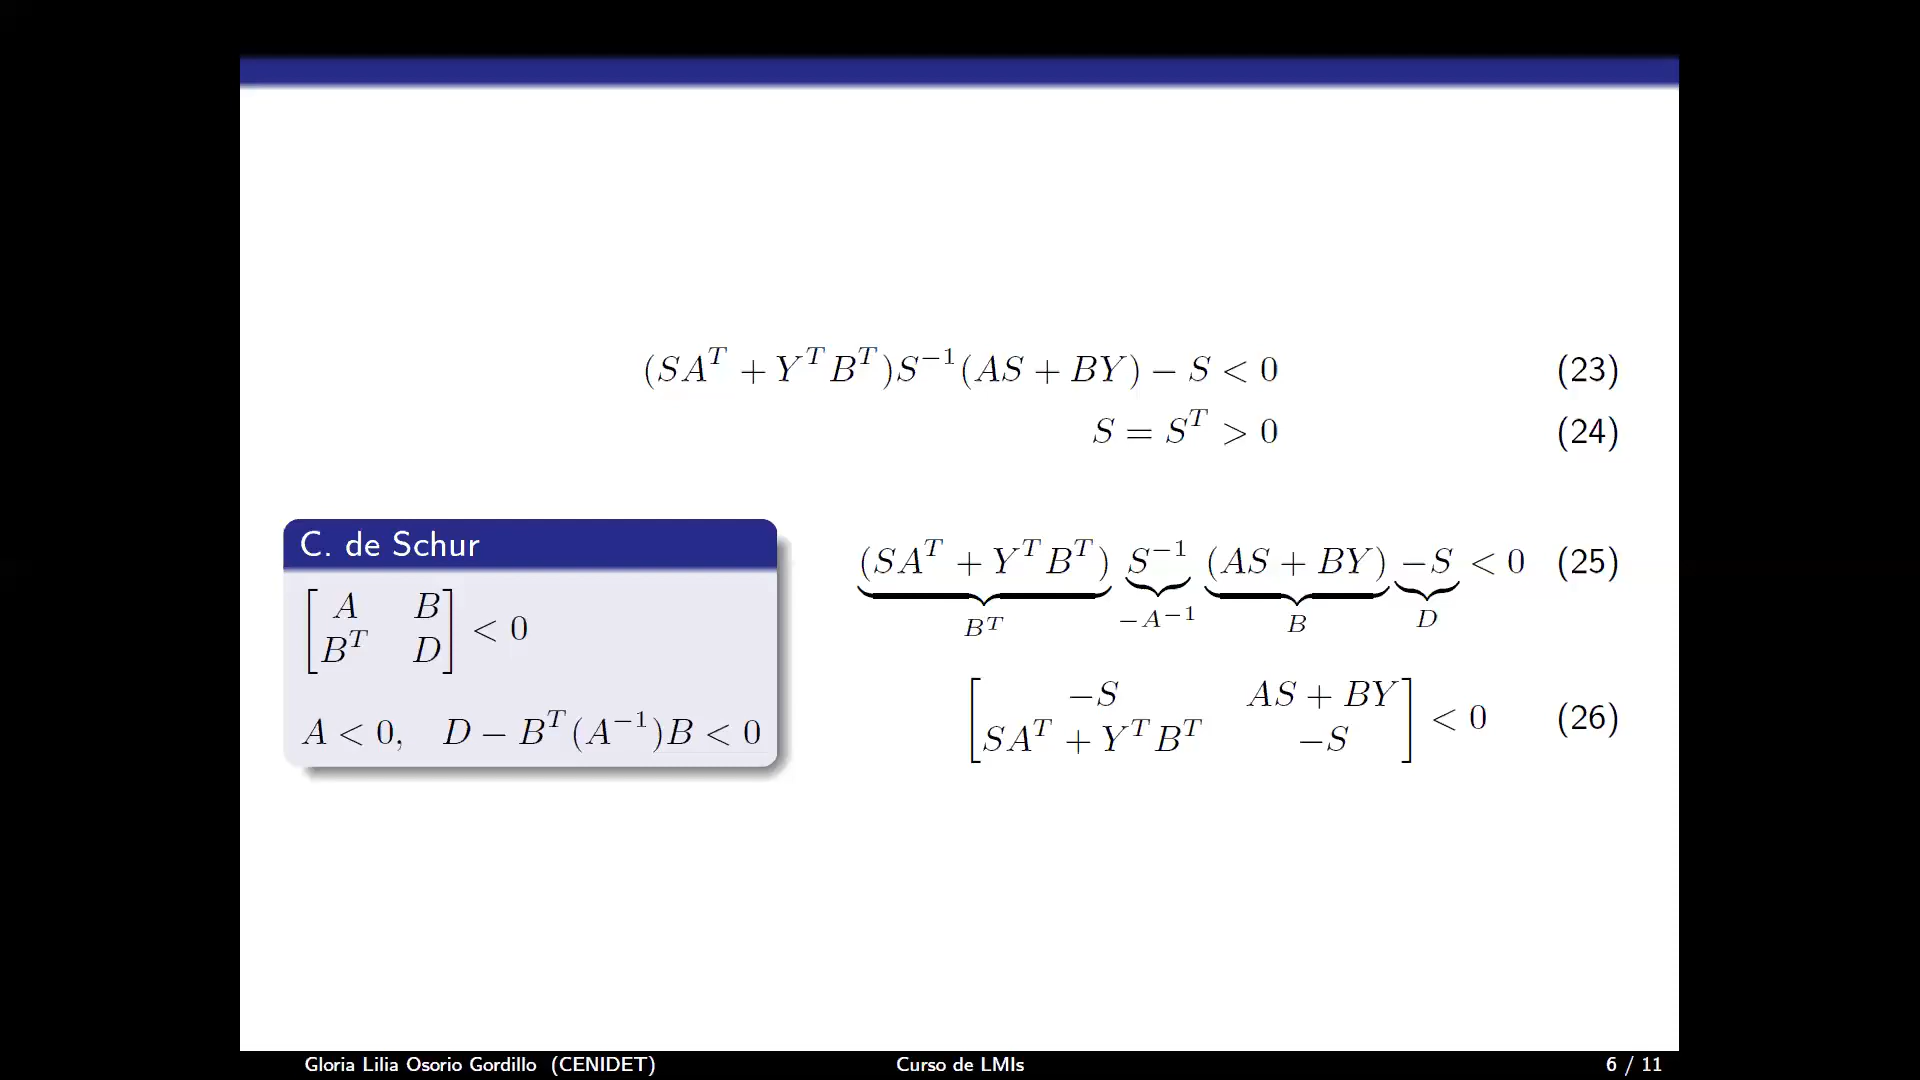 (SA^T + Y^T B^T)S^{-1}(AS + BY) − S < 0 (23)
S = S^T > 0 (24)
C. de Schur
[A B
B^T D] < 0
A < 0, D − B^T(A^{-1})B < 0
(SA^T + Y^T B^T) S^{-1} (AS + BY) −S < 0 (25)
B^T −A^{-1} B D
[−S AS + BY
SA^T + Y^T B^T −S] < 0 (26)
Gloria Lilia Osorio Gordillo (CENIDET) Curso de LMIs 6 / 11